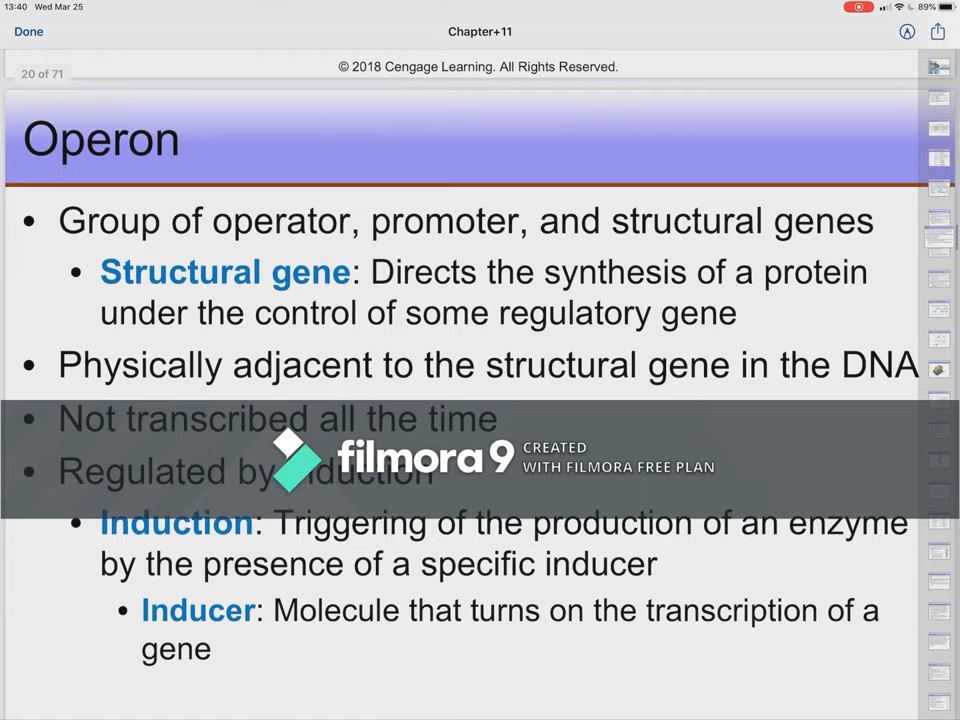 13:40 Wed Mar 25
89%
Done
Chapter+11
20 of 71
© 2018 Cengage Learning. All Rights Reserved.
Operon
• Group of operator, promoter, and structural genes
• Structural gene: Directs the synthesis of a protein
under the control of some regulatory gene
• Physically adjacent to the structural gene in the DNA
• Not transcribed all the time
• Regulated by induction
filmora9
CREATED
WITH FILMORA FREE PLAN
• Induction: Triggering of the production of an enzyme
by the presence of a specific inducer
• Inducer: Molecule that turns on the transcription of a
gene